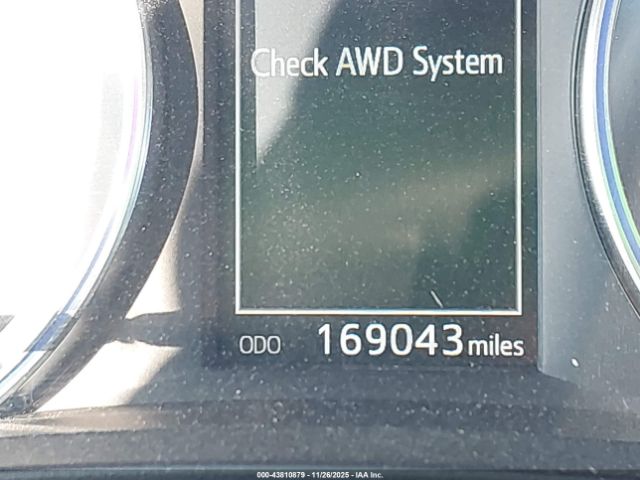 Check AWD System
ODO 169043 miles
000-43810879 | 11/26/2025 - IAA Inc.